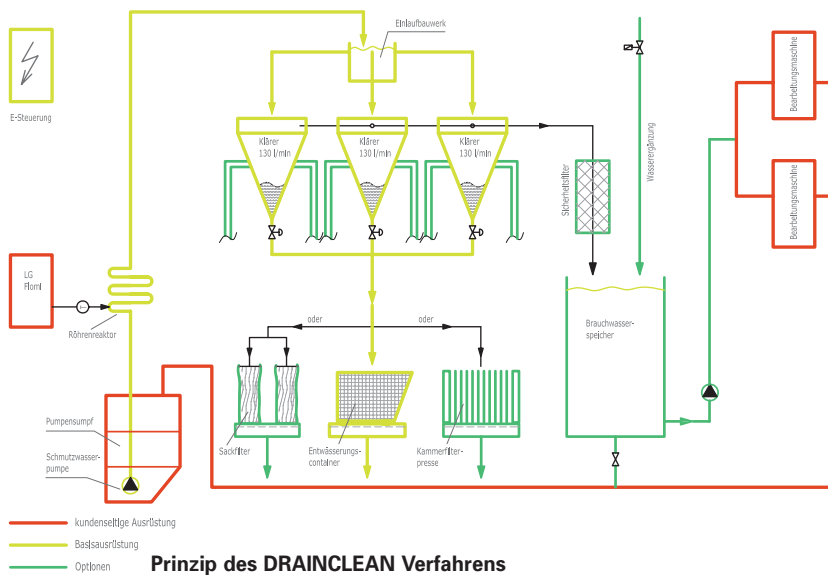 Einlaufbauwerk
E-Steuerung
Klärer
130 l/min
Klärer
130 l/min
Klärer
130 l/min
Sicherheitsfilter
Wasserergänzung
Bearbeitungsmaschine
Bearbeitungsmaschine
LG
Floml
Röhrenreaktor
oder
oder
Brauchwasser-
speicher
Pumpensumpf
Schmutzwasser-
pumpe
Sackfilter
Entwässerungs-
container
Kammerfilter-
presse
kundenseitige Ausrüstung
Basisausrüstung
Optionen
Prinzip des DRAINCLEAN Verfahrens